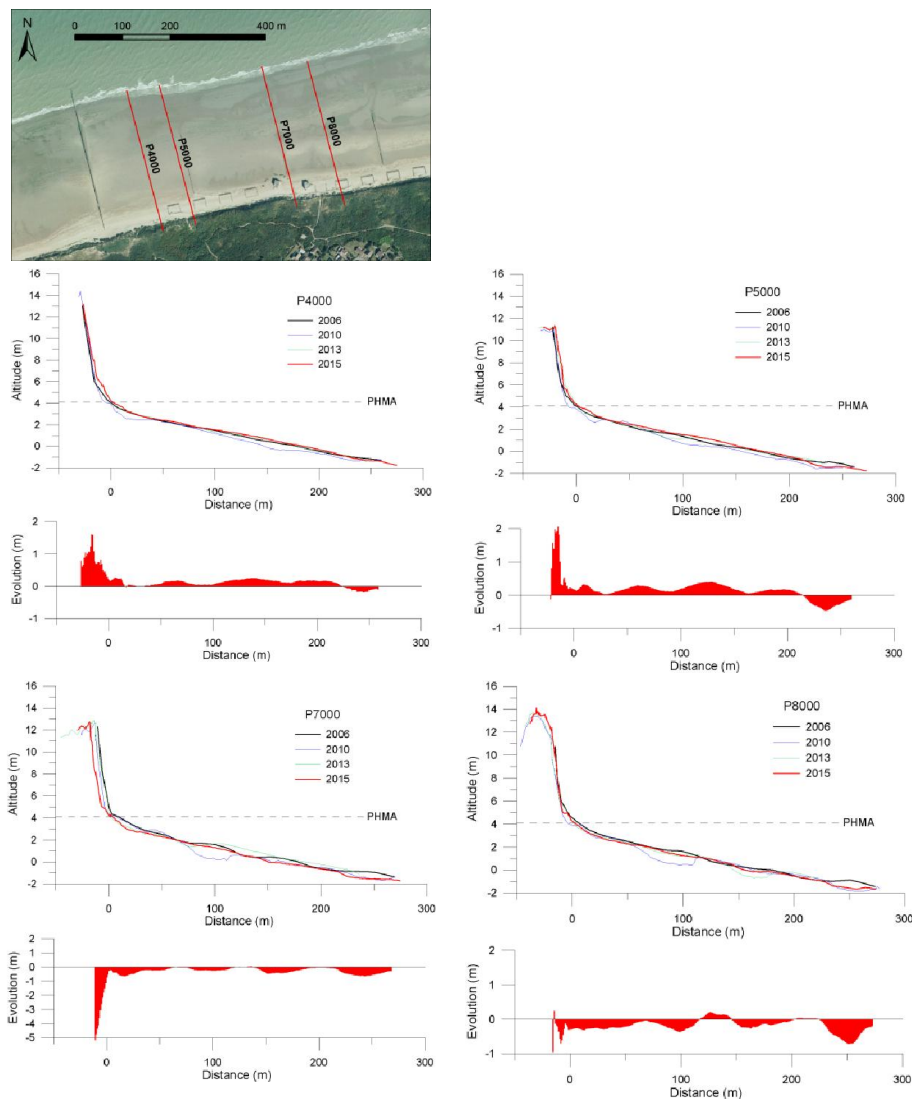 N
0 100 200 400 m
P4000
P5000
P7000
P8000
16
14
12
10
8
6
4
2
0
-2
Altitude (m)
P4000
2006
2010
2013
2015
PHMA
0 100 200 300
Distance (m)
2
1
0
-1
Evolution (m)
0 100 200 300
Distance (m)
16
14
12
10
8
6
4
2
0
-2
Altitude (m)
P5000
2006
2010
2013
2015
PHMA
0 100 200 300
Distance (m)
2
1
0
-1
Evolution (m)
0 100 200 300
Distance (m)
16
14
12
10
8
6
4
2
0
-2
Altitude (m)
P7000
2006
2010
2013
2015
PHMA
0 100 200 300
Distance (m)
2
1
0
-1
-2
-3
-4
-5
Evolution (m)
0 100 200 300
Distance (m)
16
14
12
10
8
6
4
2
0
-2
Altitude (m)
P8000
2006
2010
2013
2015
PHMA
0 100 200 300
Distance (m)
2
1
0
-1
Evolution (m)
0 100 200 300
Distance (m)